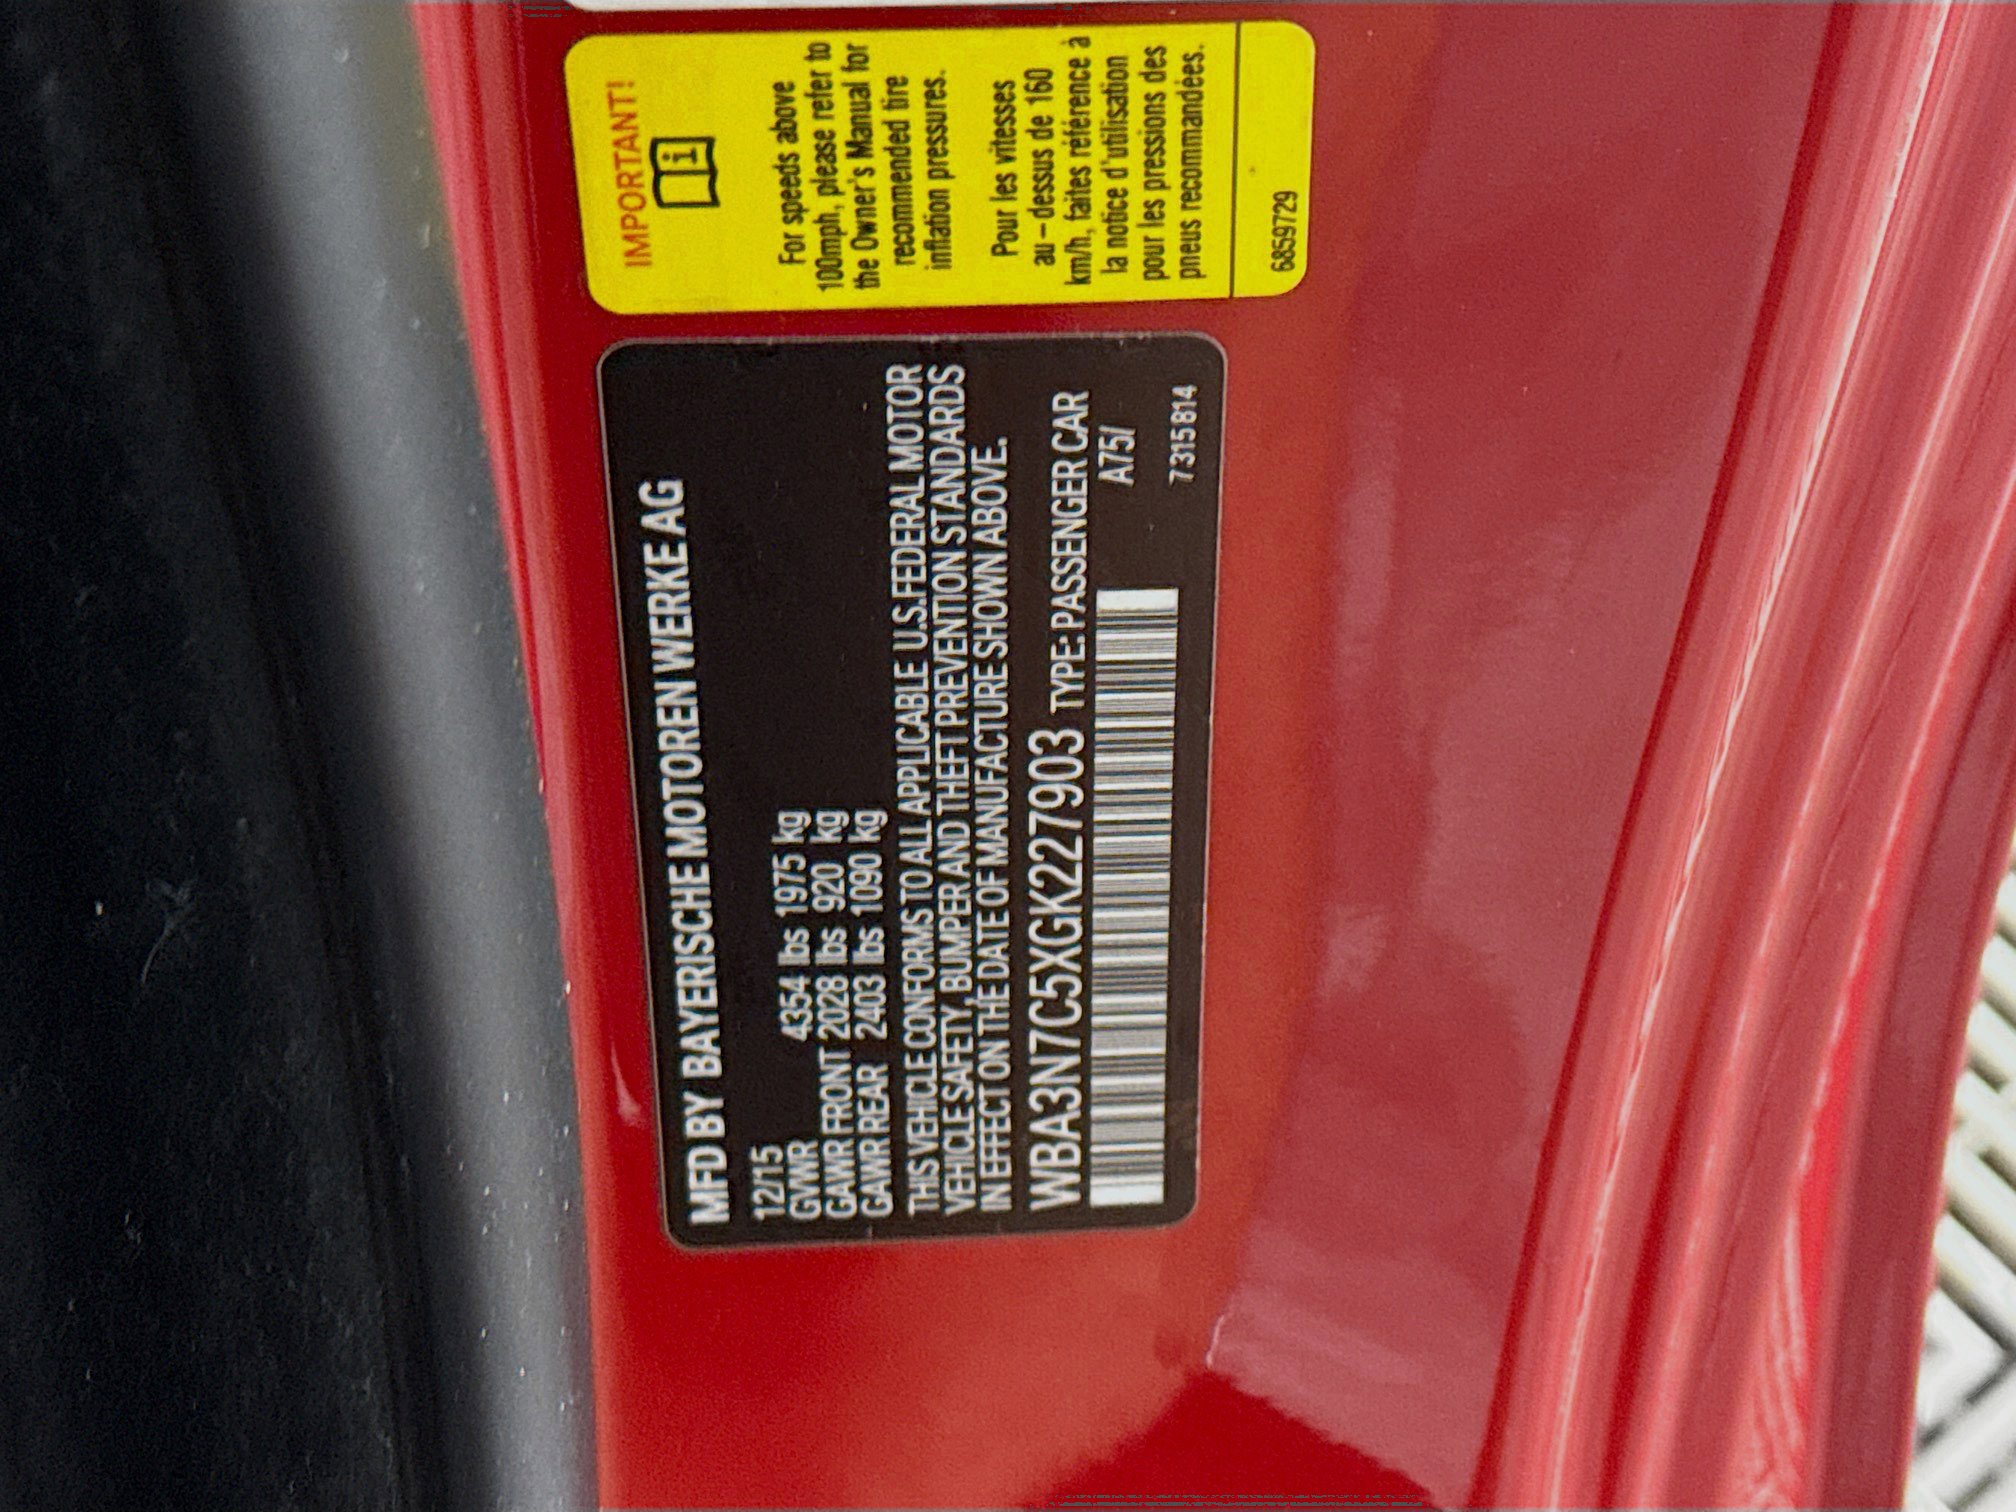 MFD BY BAYERISCHE MOTOREN WERKE AG
12/15
GVWR 4354 lbs 1975 kg
GAWR FRONT 2028 lbs 920 kg
GAWR REAR 2403 lbs 1090 kg
THIS VEHICLE CONFORMS TO ALL APPLICABLE U.S. FEDERAL MOTOR
VEHICLE SAFETY, BUMPER AND THEFT PREVENTION STANDARDS
IN EFFECT ON THE DATE OF MANUFACTURE SHOWN ABOVE.
WBA3N7C5XGK227903 TYPE: PASSENGER CAR
A75/
7315814
IMPORTANT!
i
For speeds above
100mph, please refer to
the Owner's Manual for
recommended tire
inflation pressures.
Pour les vitesses
au-dessus de 160
km/h, faites référence à
la notice d'utilisation
pour les pressions des
pneus recommandées.
6859729